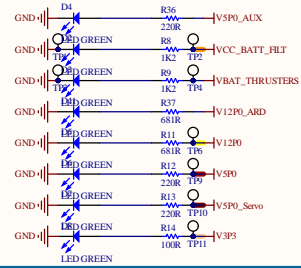 D4
R36
GND
220R
V5P0_AUX
LED GREEN
R8
GND
1K2
TP2
VCC_BATT_FILT
LED GREEN
R9
GND
1K2
TP4
VBAT_THRUSTERS
LED GREEN
R37
GND
681R
V12P0_ARD
LED GREEN
R11
GND
681R
TP6
V12P0
LED GREEN
R12
GND
220R
TP9
V5P0
LED GREEN
R13
GND
220R
TP10
V5P0_Servo
LED GREEN
R14
GND
100R
TP11
V3P3
LED GREEN